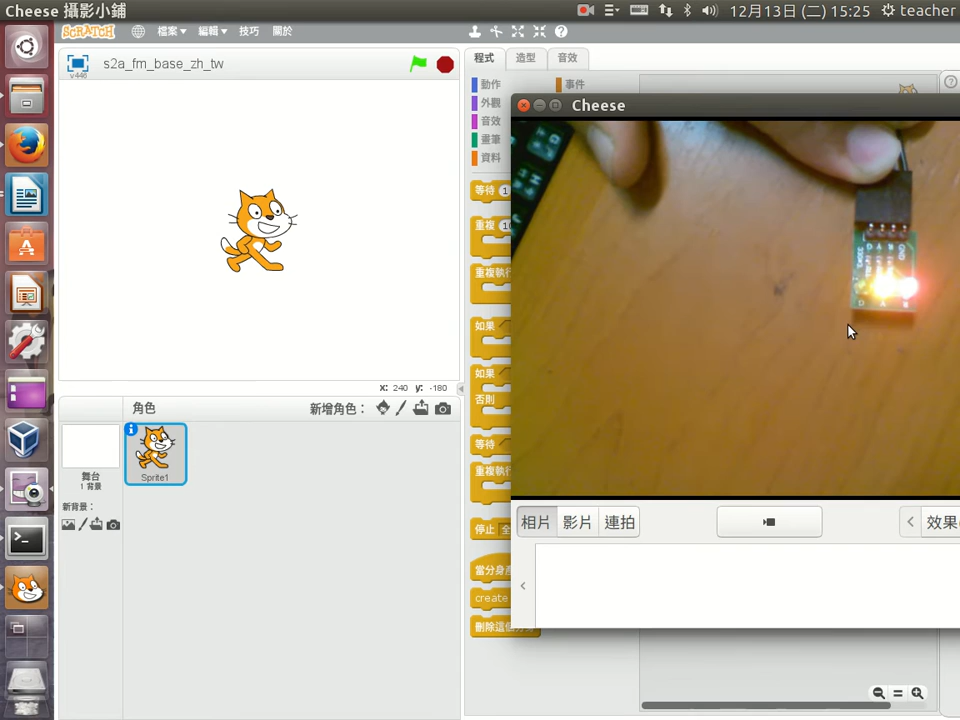 Cheese 攝影小鋪
12月13日 (二) 15:25
teacher
SCRATCH
檔案▼
編輯▼
技巧
關於
v446
s2a_fm_base_zh_tw
程式
造型
音效
動作
事件
外觀
音效
畫筆
資料
Cheese
等待 1
重複 10
重複執行
如果
如果
否則
等待
重複執行
停止 全
當分身產
create
刪除這個分身
GND
x: 240 y: -180
角色
新增角色：
Sprite1
舞台
1 背景
新背景：
相片
影片
連拍
效果